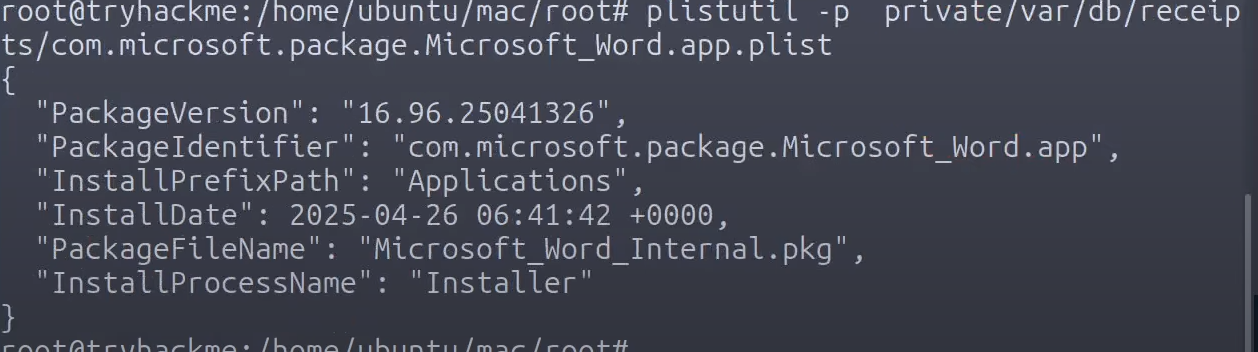 root@tryhackme:/home/ubuntu/mac/root# plistutil -p  private/var/db/receip
ts/com.microsoft.package.Microsoft_Word.app.plist
{
  "PackageVersion": "16.96.25041326",
  "PackageIdentifier": "com.microsoft.package.Microsoft_Word.app",
  "InstallPrefixPath": "Applications",
  "InstallDate": 2025-04-26 06:41:42 +0000,
  "PackageFileName": "Microsoft_Word_Internal.pkg",
  "InstallProcessName": "Installer"
}
root@tryhackme:/home/ubuntu/mac/root#